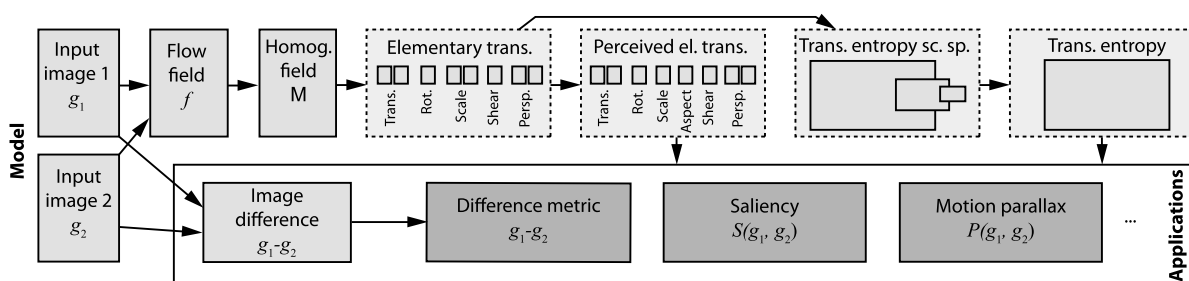 Model
Input
image 1
g₁
Flow
field
f
Homog.
field
M
Elementary trans.
Trans.
Rot.
Scale
Shear
Persp.
Perceived el. trans.
Trans.
Rot.
Scale
Aspect
Shear
Persp.
Trans. entropy sc. sp.
Trans. entropy
Input
image 2
g₂
Image
difference
g₁-g₂
Difference metric
g₁-g₂
Saliency
S(g₁, g₂)
Motion parallax
P(g₁, g₂)
...
Applications